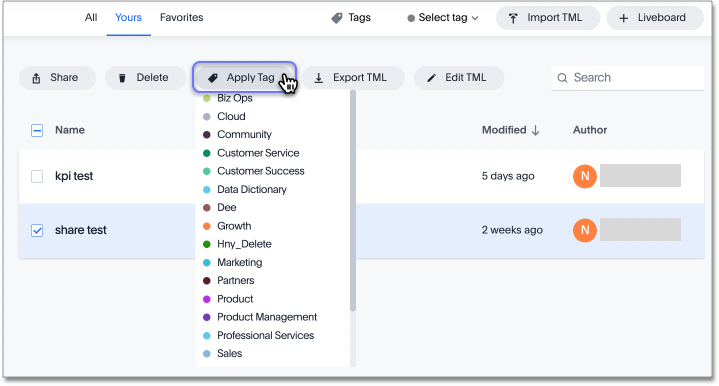 All Yours Favorites Tags Select tag Import TML Liveboard
Share Delete Apply Tag Export TML Edit TML Search
Name Modified Author
kpi test 5 days ago N
share test 2 weeks ago N
Biz Ops
Cloud
Community
Customer Service
Customer Success
Data Dictionary
Dee
Growth
Hny_Delete
Marketing
Partners
Product
Product Management
Professional Services
Sales